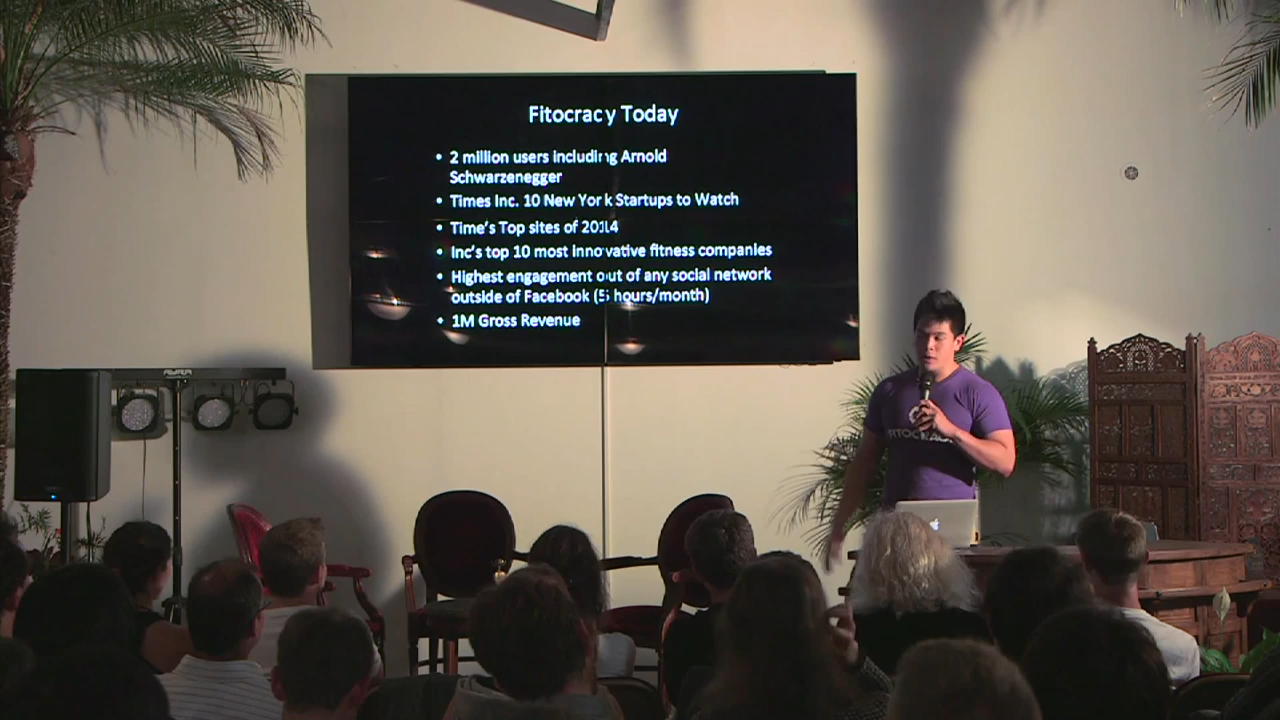 Fitocracy Today
• 2 million users including Arnold
Schwarzenegger
• Times Inc. 10 New York Startups to Watch
• Time's Top sites of 2014
• Inc's top 10 most innovative fitness companies
• Highest engagement out of any social network
outside of Facebook (5 hours/month)
• 1M Gross Revenue
FITOCRACY